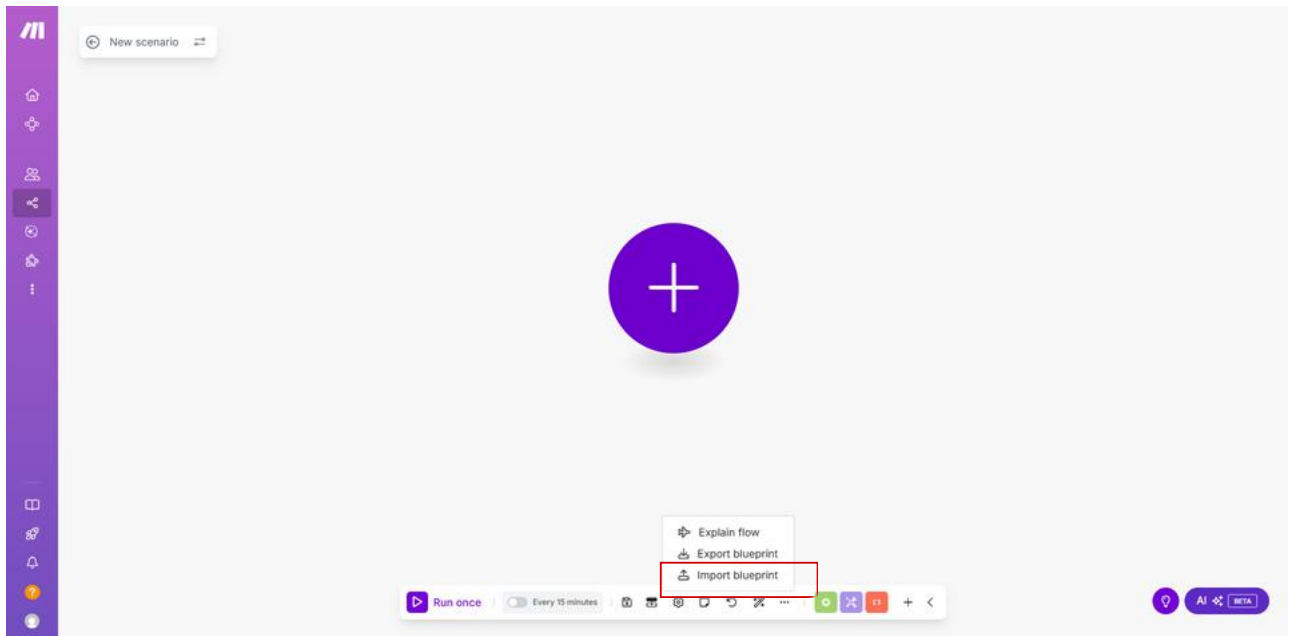 New scenario
Explain flow
Export blueprint
Import blueprint
Run once
Every 15 minutes
AI BETA